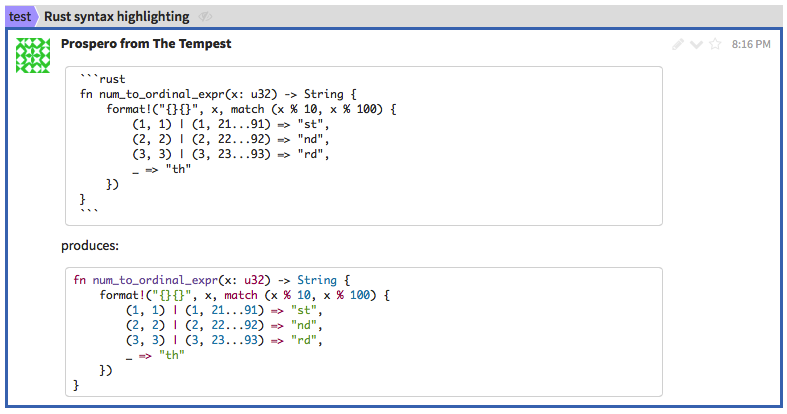 test Rust syntax highlighting
Prospero from The Tempest 8:16 PM
```rust
fn num_to_ordinal_expr(x: u32) -> String {
    format!("{}{}", x, match (x % 10, x % 100) {
        (1, 1) | (1, 21...91) => "st",
        (2, 2) | (2, 22...92) => "nd",
        (3, 3) | (3, 23...93) => "rd",
        _ => "th"
    })
}
```
produces:
fn num_to_ordinal_expr(x: u32) -> String {
    format!("{}{}", x, match (x % 10, x % 100) {
        (1, 1) | (1, 21...91) => "st",
        (2, 2) | (2, 22...92) => "nd",
        (3, 3) | (3, 23...93) => "rd",
        _ => "th"
    })
}